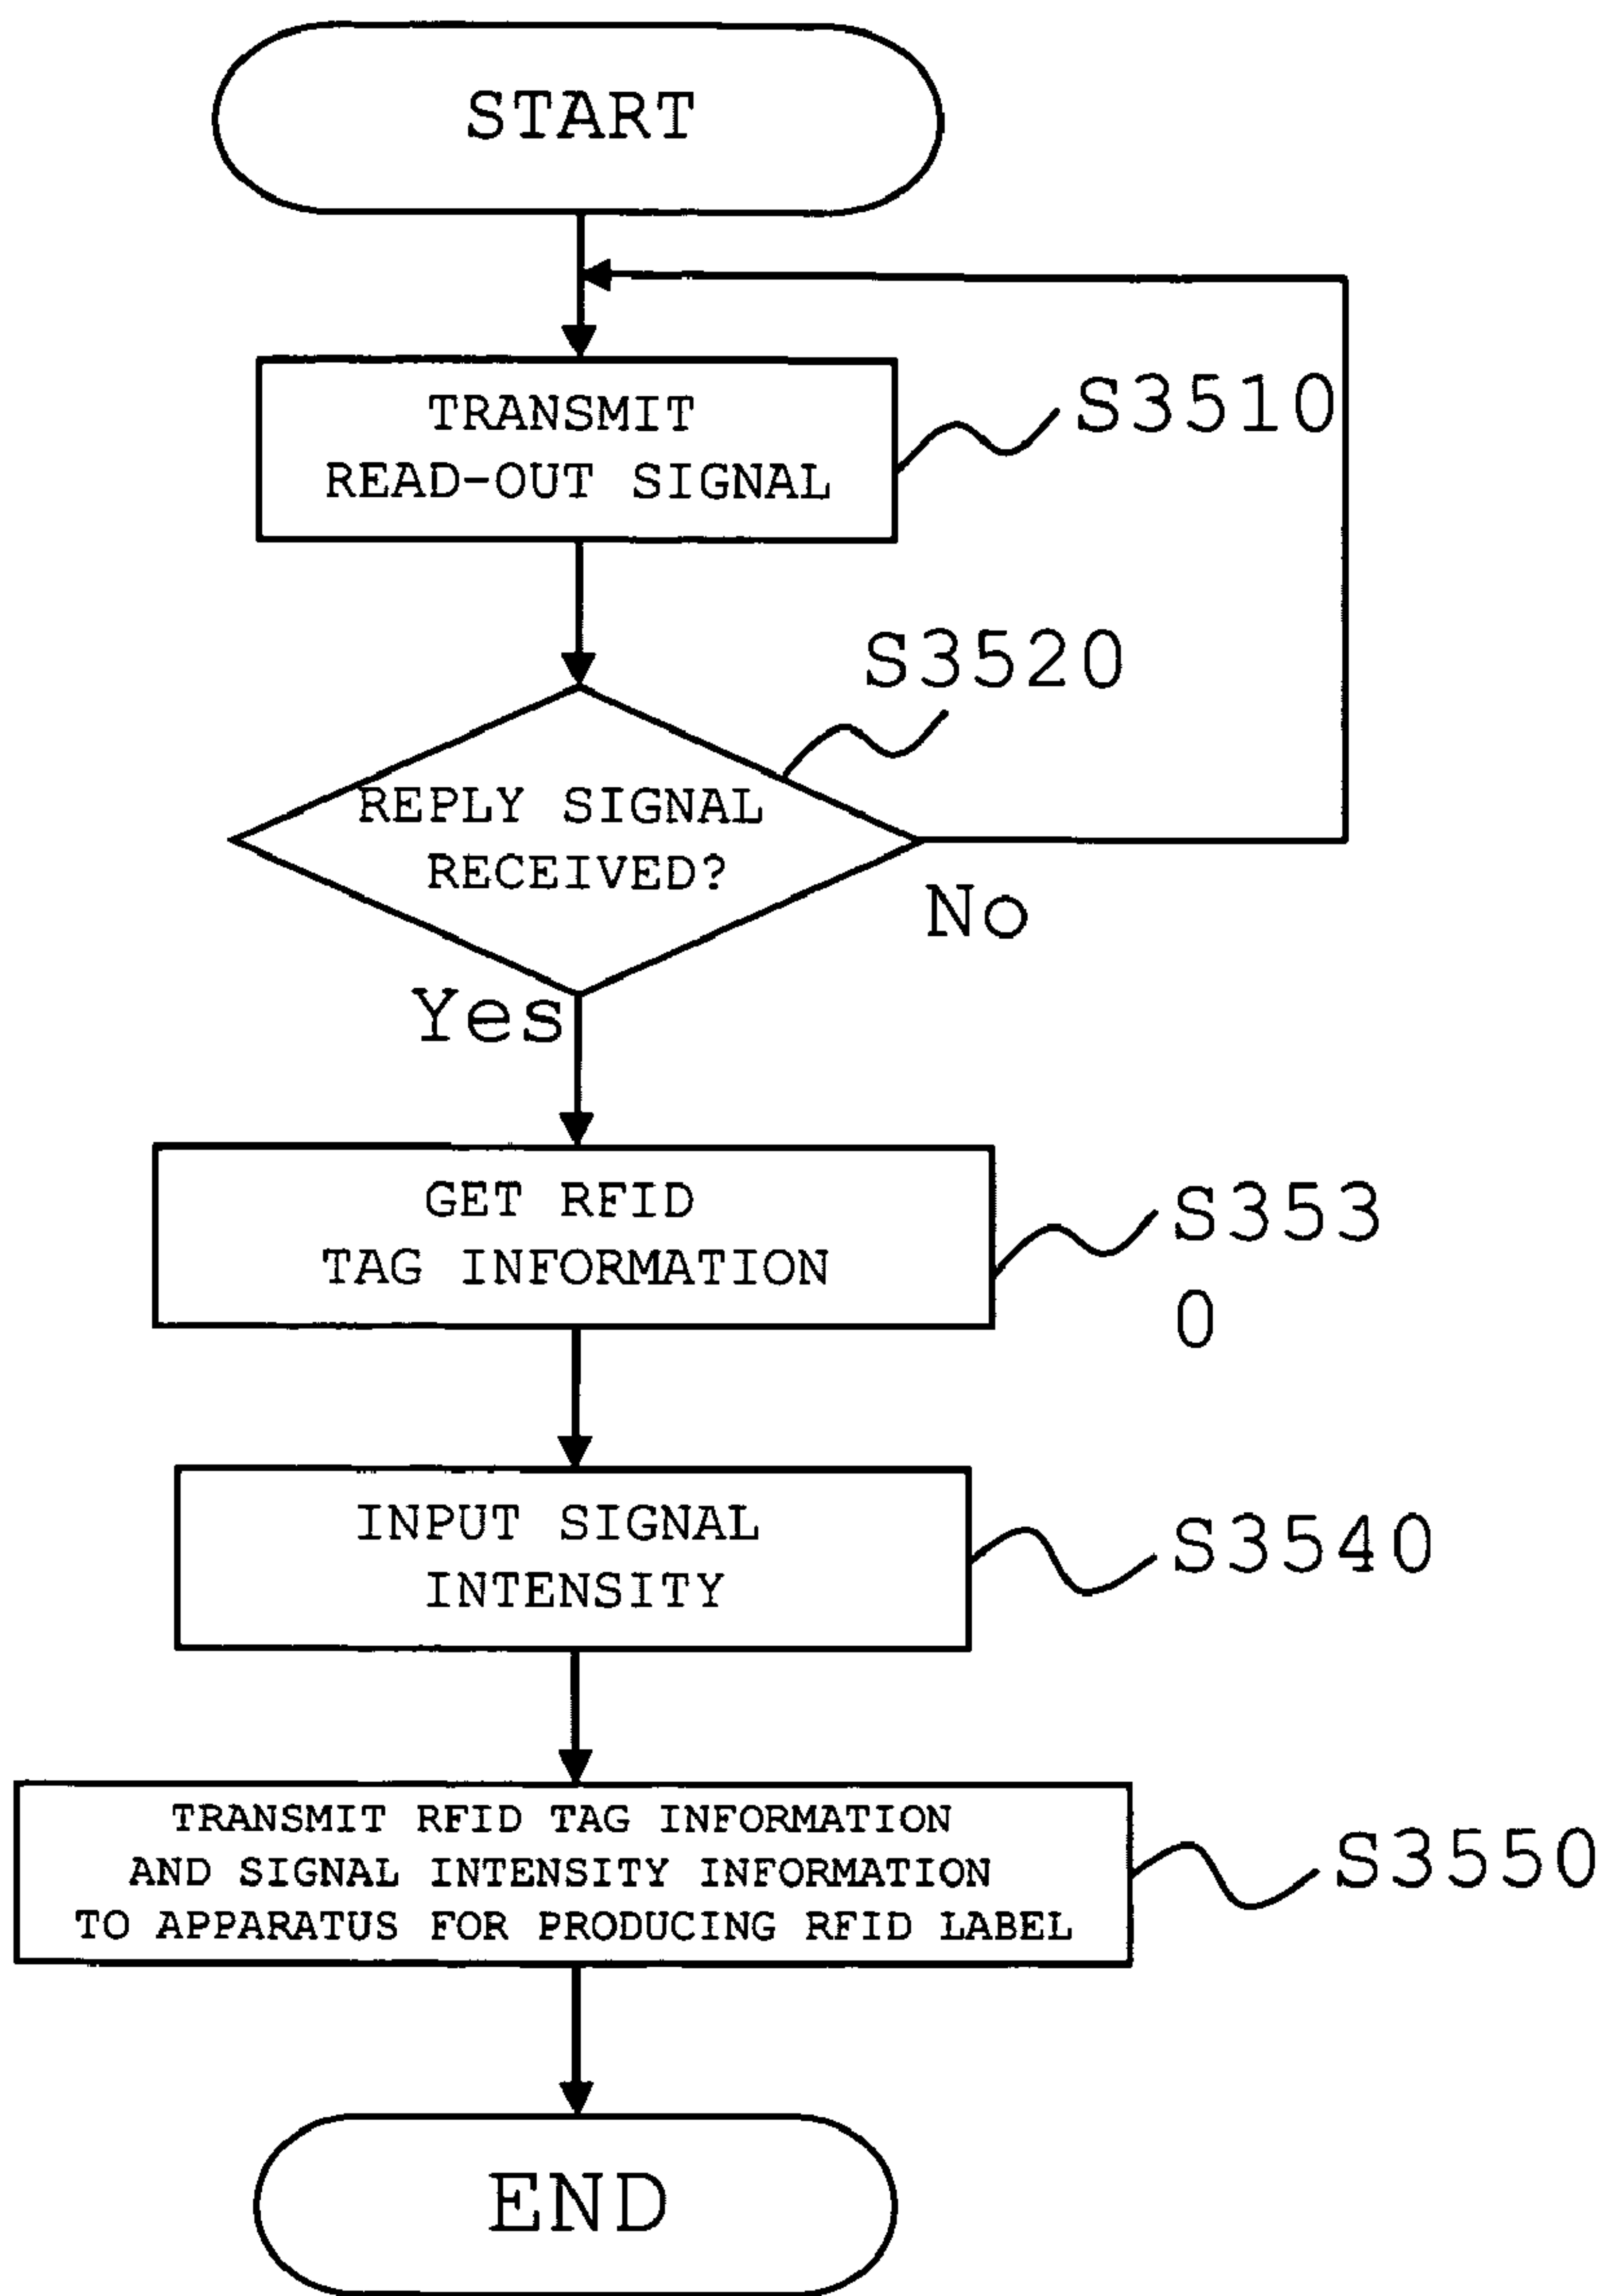 START
TRANSMIT
READ-OUT SIGNAL
S3510
S3520
REPLY SIGNAL
RECEIVED?
No
Yes
GET RFID
TAG INFORMATION
S353
0
INPUT SIGNAL
INTENSITY
S3540
TRANSMIT RFID TAG INFORMATION
AND SIGNAL INTENSITY INFORMATION
TO APPARATUS FOR PRODUCING RFID LABEL
S3550
END